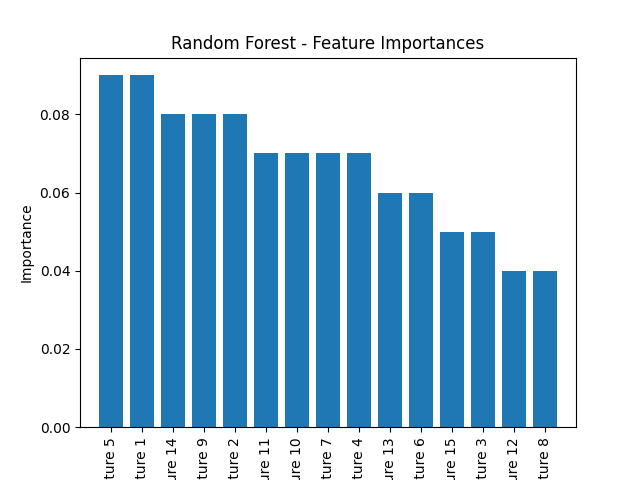 Random Forest - Feature Importances
Importance
0.08
0.06
0.04
0.02
0.00
ture 5
ture 1
ure 14
ture 9
ture 2
ure 11
ure 10
ture 7
ture 4
ure 13
ture 6
ure 15
ture 3
ure 12
ture 8